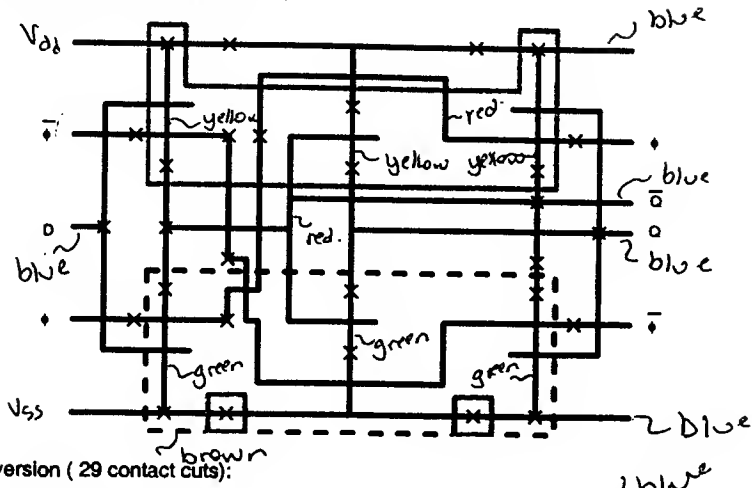 Vdd
blue
yellow
red.
ϕ̅
ϕ
yellow yellow
blue
Q̅
D
Q
red.
blue
blue
ϕ
ϕ̅
green
green
green
Vss
blue
brown
version ( 29 contact cuts):
blue